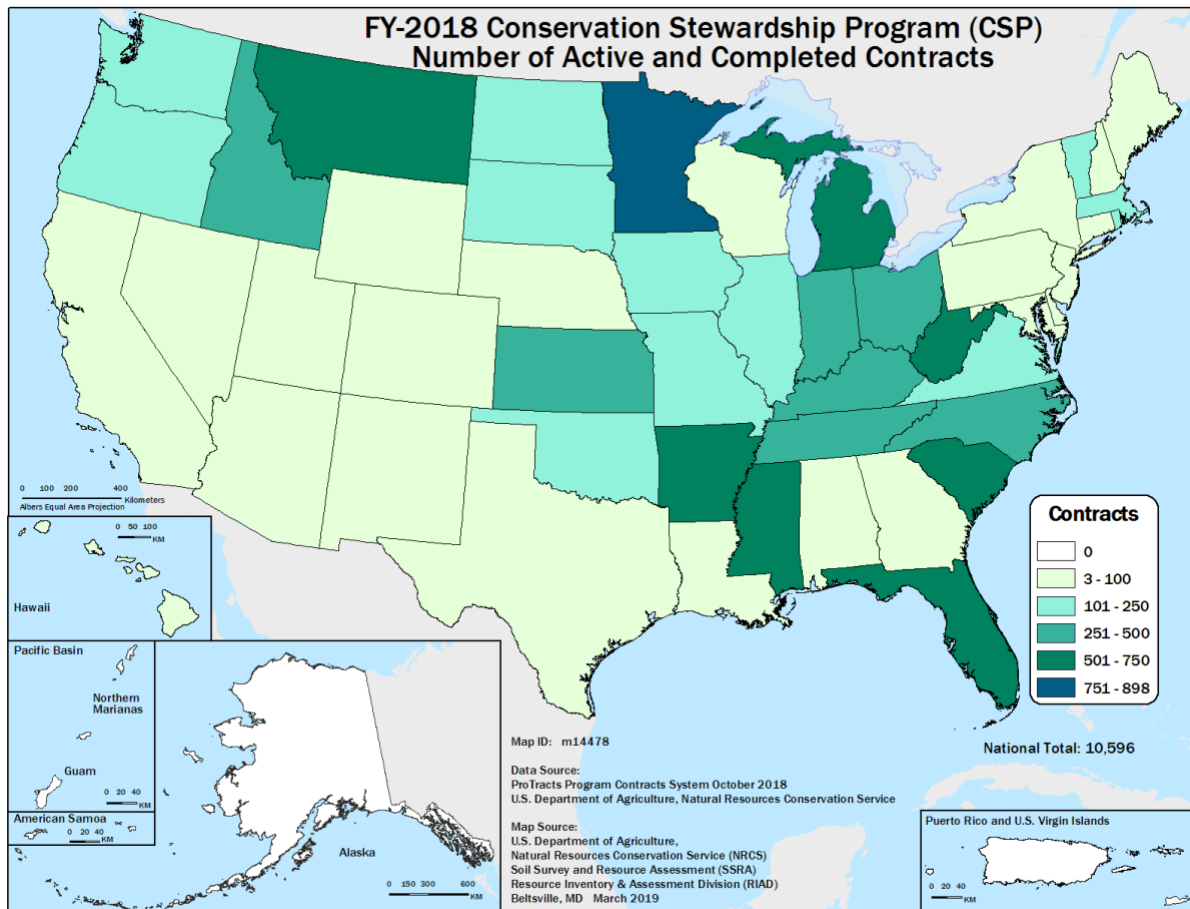 FY-2018 Conservation Stewardship Program (CSP)
Number of Active and Completed Contracts
0 100 200 400
Kilometers
Albers Equal Area Projection
0 50 100
KM
Hawaii
Pacific Basin
Northern
Marianas
Guam
0 20 40
KM
American Samoa
0 20 40
KM
Alaska
0 150 300 600
KM
Map ID: m14478
Data Source:
ProTracts Program Contracts System October 2018
U.S. Department of Agriculture, Natural Resources Conservation Service
Map Source:
U.S. Department of Agriculture,
Natural Resources Conservation Service (NRCS)
Soil Survey and Resource Assessment (SSRA)
Resource Inventory & Assessment Division (RIAD)
Beltsville, MD March 2019
Contracts
0
3 - 100
101 - 250
251 - 500
501 - 750
751 - 898
National Total: 10,596
Puerto Rico and U.S. Virgin Islands
0 20 40
KM